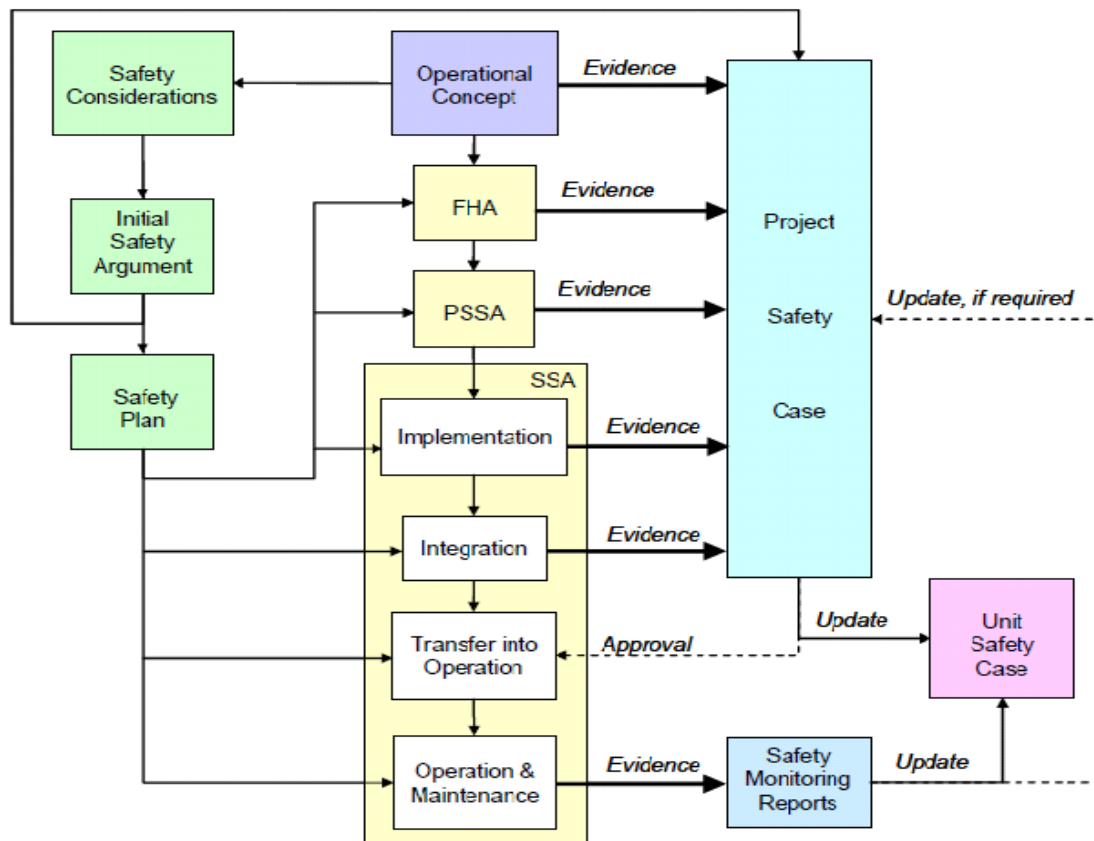 Safety
Considerations
Operational
Concept
Evidence
FHA
Evidence
Initial
Safety
Argument
PSSA
Evidence
Project
Safety
Case
Update, if required
Safety
Plan
SSA
Implementation
Evidence
Integration
Evidence
Transfer into
Operation
Approval
Update
Unit
Safety
Case
Operation &
Maintenance
Evidence
Safety
Monitoring
Reports
Update